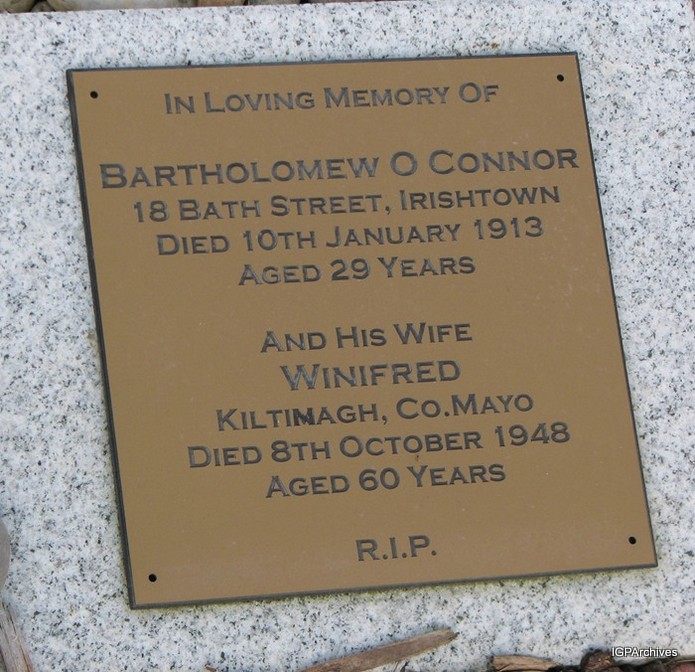 In Loving Memory Of
Bartholomew O Connor
18 Bath Street, Irishtown
Died 10th January 1913
Aged 29 Years
And His Wife
Winifred
Kiltinagh, Co.Mayo
Died 8th October 1948
Aged 60 Years
R.I.P.
IGPArchives